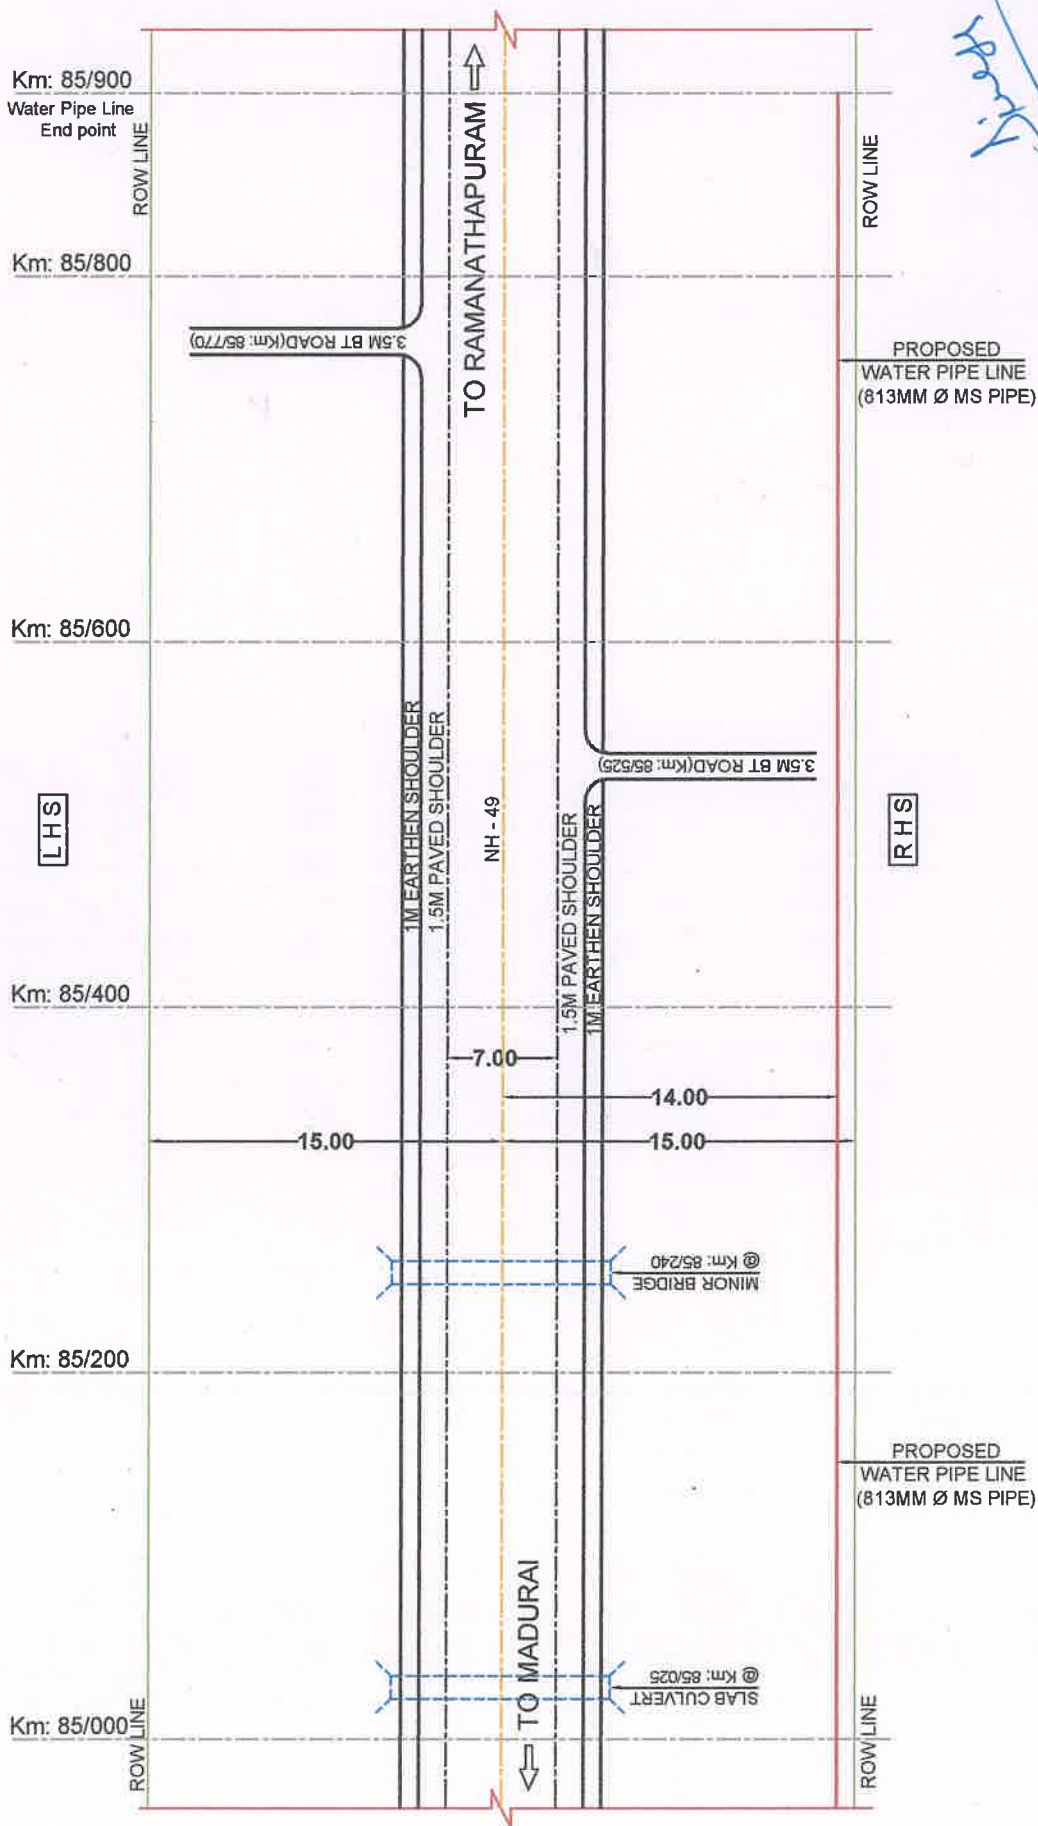 Km: 85/900
Water Pipe Line
End point
ROW LINE
TO RAMANATHAPURAM
ROW LINE
Km: 85/800
3.5M BT ROAD(Km: 85/770)
PROPOSED
WATER PIPE LINE
(813MM Ø MS PIPE)
Km: 85/600
1M EARTHEN SHOULDER
1.5M PAVED SHOULDER
NH - 49
3.5M BT ROAD(Km: 85/525)
LHS
RHS
1.5M PAVED SHOULDER
1M EARTHEN SHOULDER
Km: 85/400
7.00
14.00
15.00
15.00
MINOR BRIDGE
@ Km: 85/240
Km: 85/200
PROPOSED
WATER PIPE LINE
(813MM Ø MS PIPE)
TO MADURAI
SLAB CULVERT
@ Km: 85/025
Km: 85/000
ROW LINE
ROW LINE